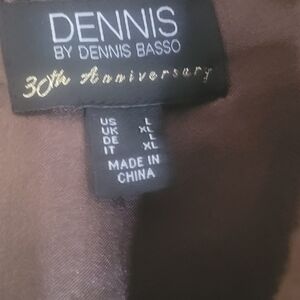 DENNIS
BY DENNIS BASSO
30th Anniversary
US L
UK XL
DE L
IT XL
MADE IN
CHINA